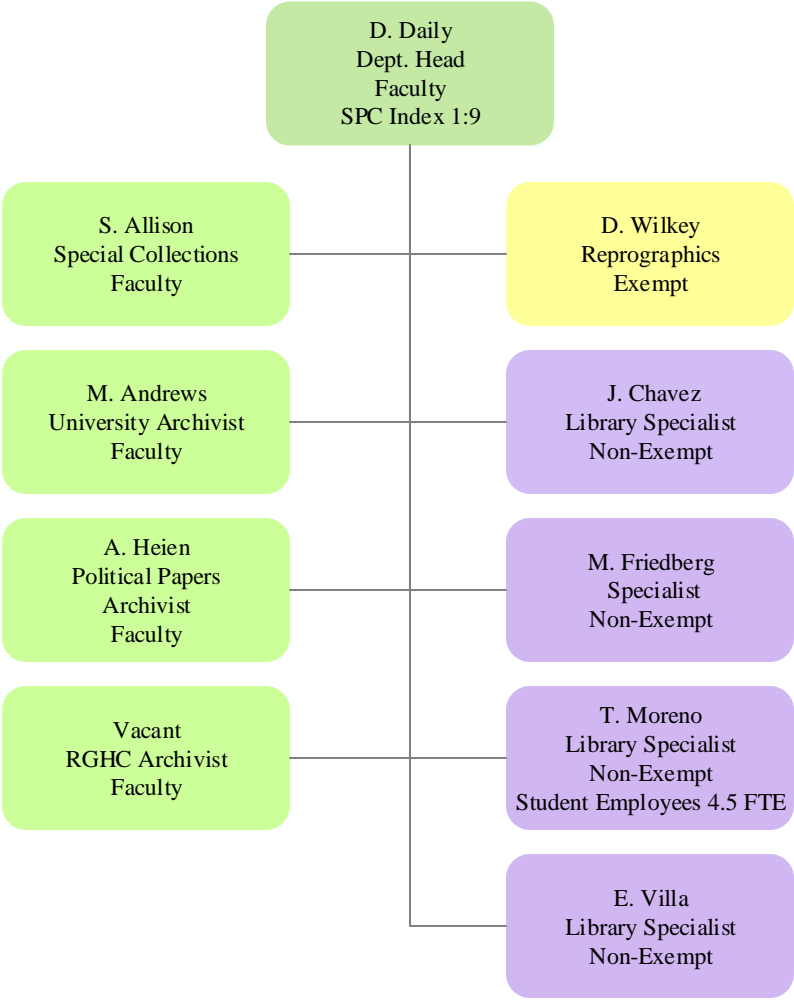 D. Daily
Dept. Head
Faculty
SPC Index 1:9
S. Allison
Special Collections
Faculty
D. Wilkey
Reprographics
Exempt
M. Andrews
University Archivist
Faculty
J. Chavez
Library Specialist
Non-Exempt
A. Heien
Political Papers
Archivist
Faculty
M. Friedberg
Specialist
Non-Exempt
Vacant
RGHC Archivist
Faculty
T. Moreno
Library Specialist
Non-Exempt
Student Employees 4.5 FTE
E. Villa
Library Specialist
Non-Exempt